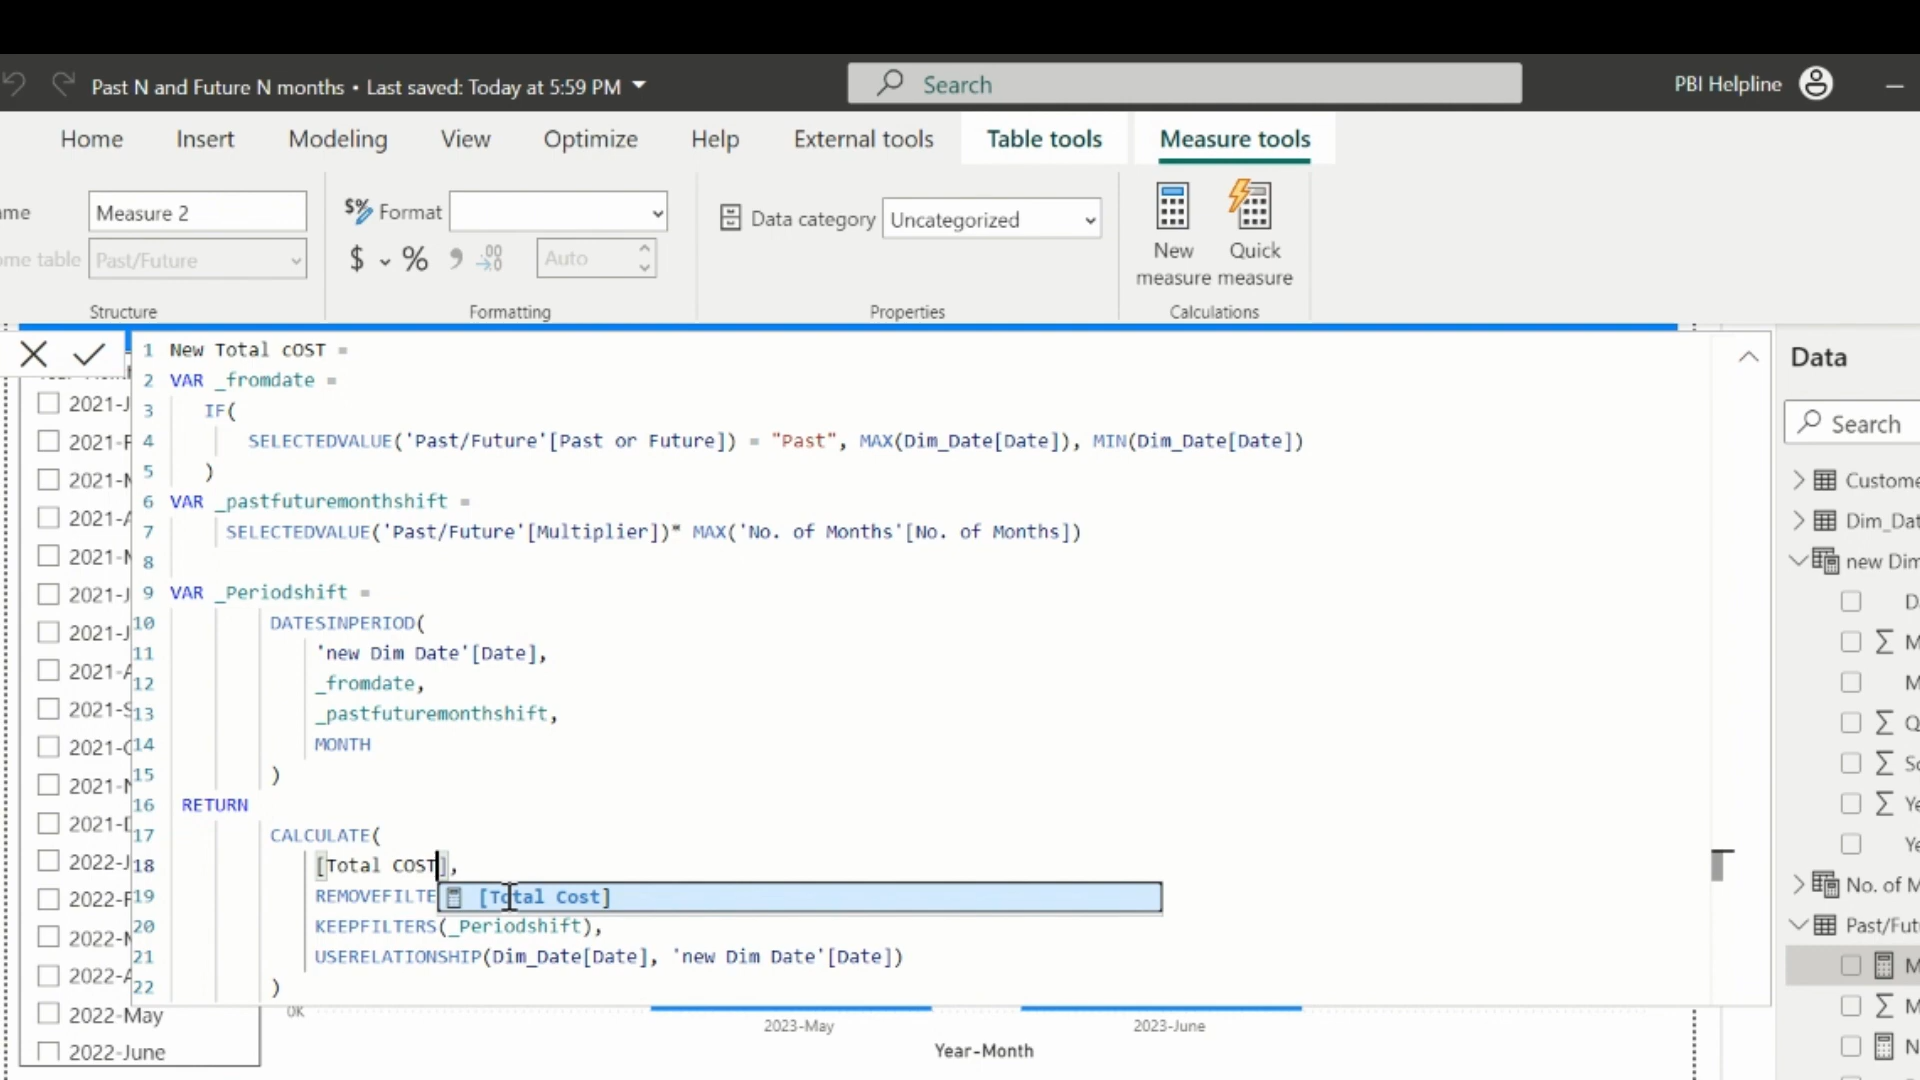 Past N and Future N months • Last saved: Today at 5:59 PM
Search
PBI Helpline
Home Insert Modeling View Optimize Help External tools Table tools Measure tools
Measure 2
Past/Future
Structure
$% Format
$ % 9 .00
Auto
Formatting
Data category Uncategorized
Properties
New measure
Quick measure
Calculations
1 New Total cOST =
2 VAR _fromdate =
3 IF(
4 SELECTEDVALUE('Past/Future'[Past or Future]) = "Past", MAX(Dim_Date[Date]), MIN(Dim_Date[Date])
5 )
6 VAR _pastfuturemonthshift =
7 SELECTEDVALUE('Past/Future'[Multiplier])* MAX('No. of Months'[No. of Months])
8
9 VAR _Periodshift =
10 DATESINPERIOD(
11 'new Dim Date'[Date],
12 _fromdate,
13 _pastfuturemonthshift,
14 MONTH
15 )
16 RETURN
17 CALCULATE(
18 [Total COST],
19 REMOVEFILTE
[Total Cost]
20 KEEPFILTERS(_Periodshift),
21 USERELATIONSHIP(Dim_Date[Date], 'new Dim Date'[Date])
22 )
2022-May
2022-June
0K
2023-May 2023-June
Year-Month
Data
Search
new Dim